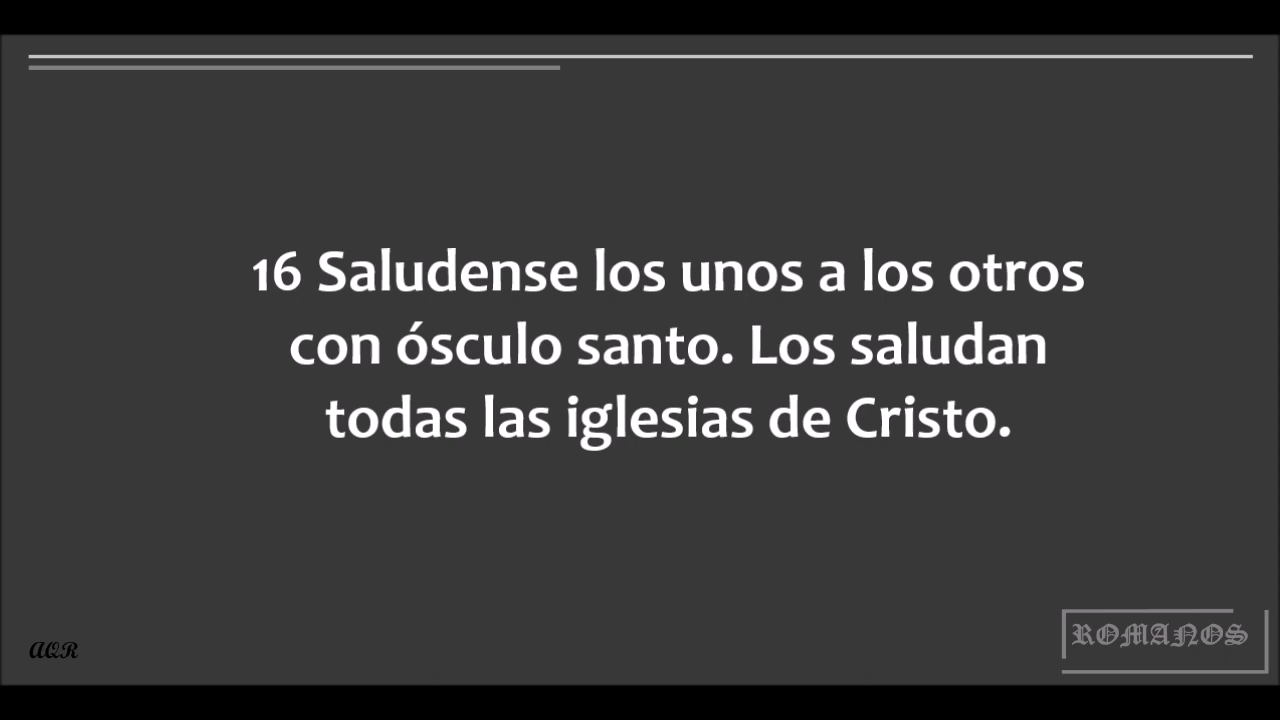 16 Saludense los unos a los otros
con ósculo santo. Los saludan
todas las iglesias de Cristo.
ROMANOS
AQR